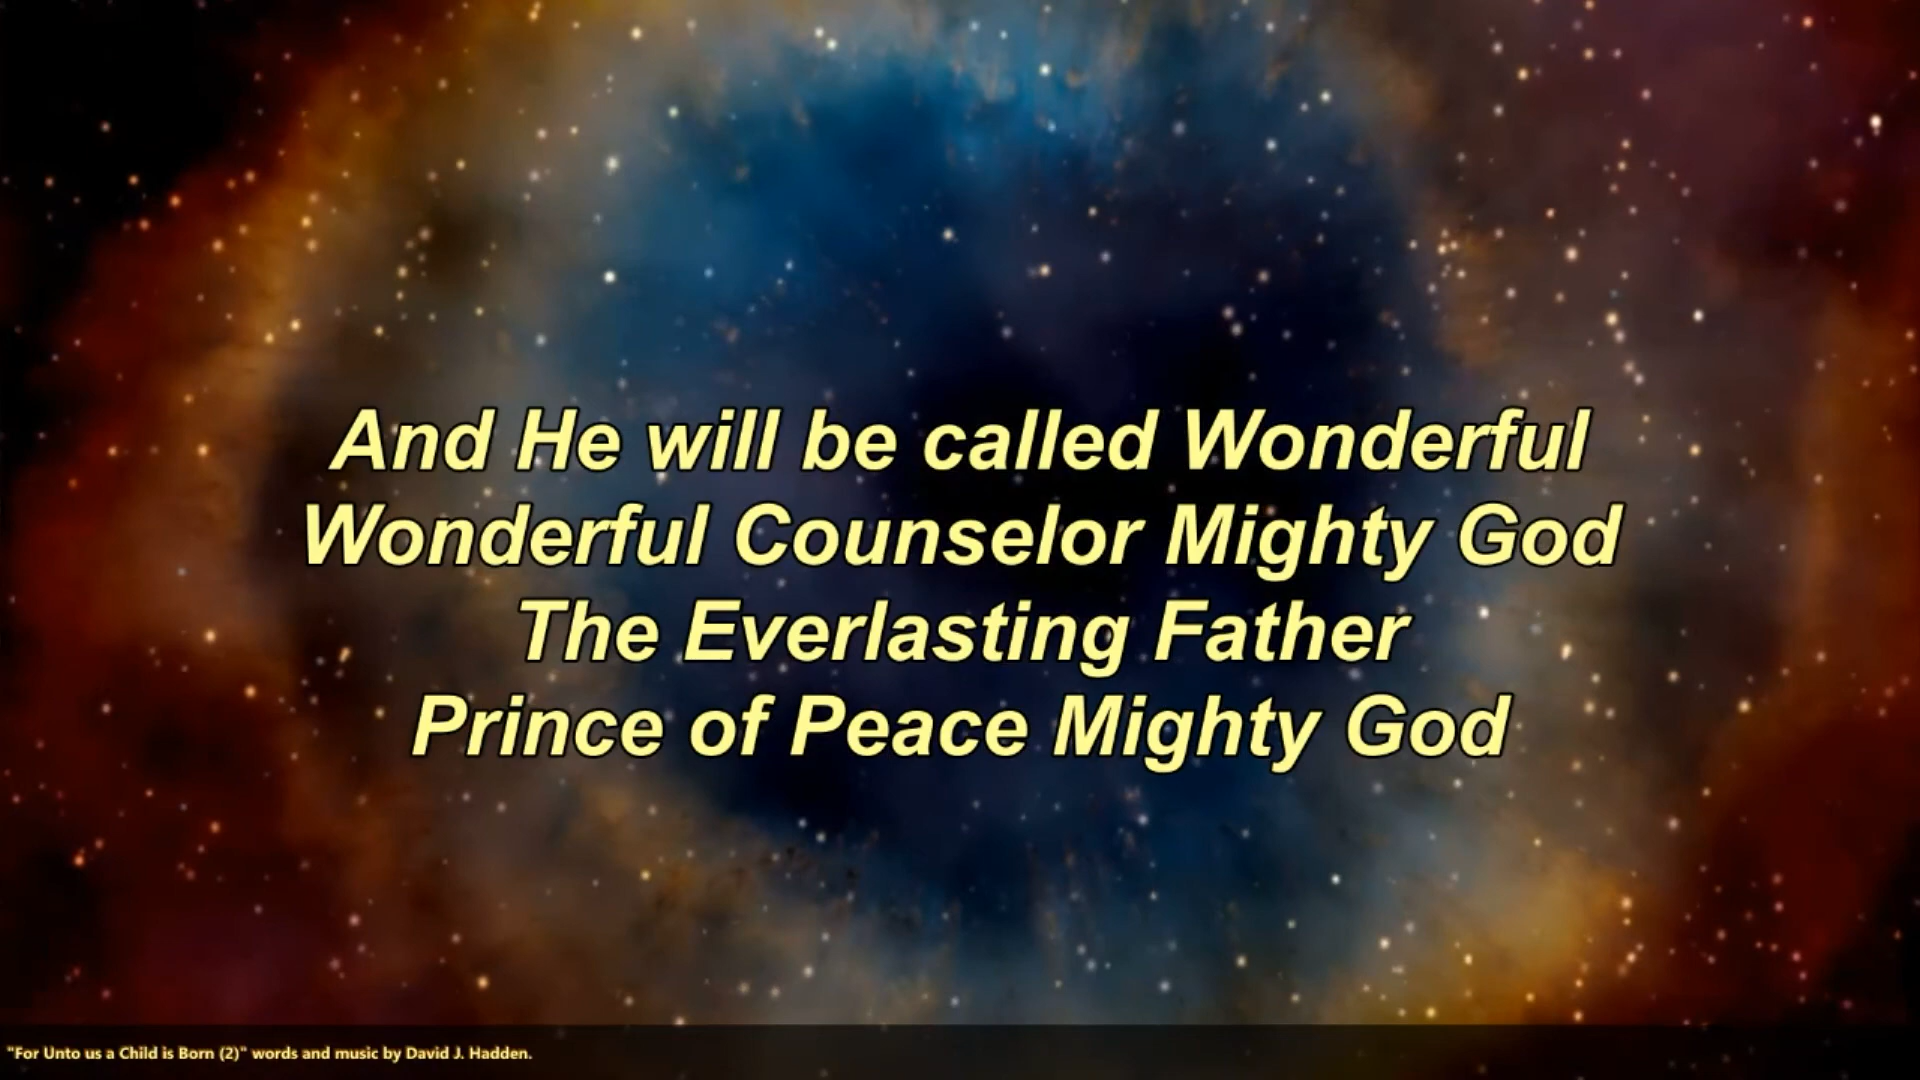 And He will be called Wonderful
Wonderful Counselor Mighty God
The Everlasting Father
Prince of Peace Mighty God
"For Unto us a Child is Born (2)" words and music by David J. Hadden.